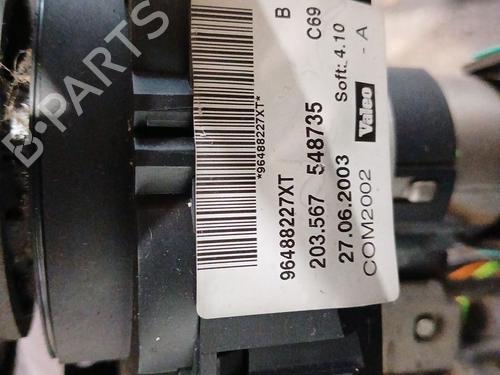 B C69
Soft: 4.10 - A
*96488227XT*
96488227XT
203.567 548735
27.06.2003
COM2002
Valeo
B-PARTS